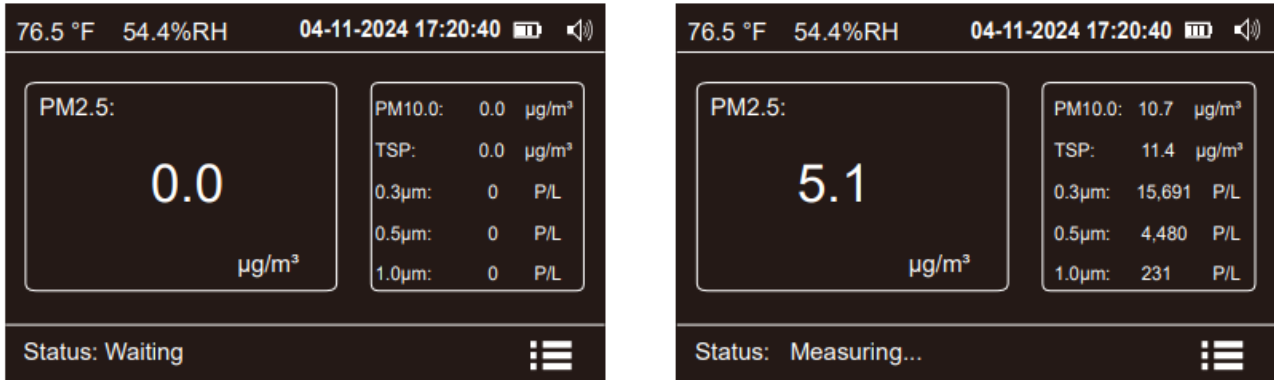 76.5 °F 54.4%RH 04-11-2024 17:20:40
PM2.5:
0.0
µg/m³
PM10.0: 0.0 µg/m³
TSP: 0.0 µg/m³
0.3µm: 0 P/L
0.5µm: 0 P/L
1.0µm: 0 P/L
Status: Waiting
76.5 °F 54.4%RH 04-11-2024 17:20:40
PM2.5:
5.1
µg/m³
PM10.0: 10.7 µg/m³
TSP: 11.4 µg/m³
0.3µm: 15,691 P/L
0.5µm: 4,480 P/L
1.0µm: 231 P/L
Status: Measuring...